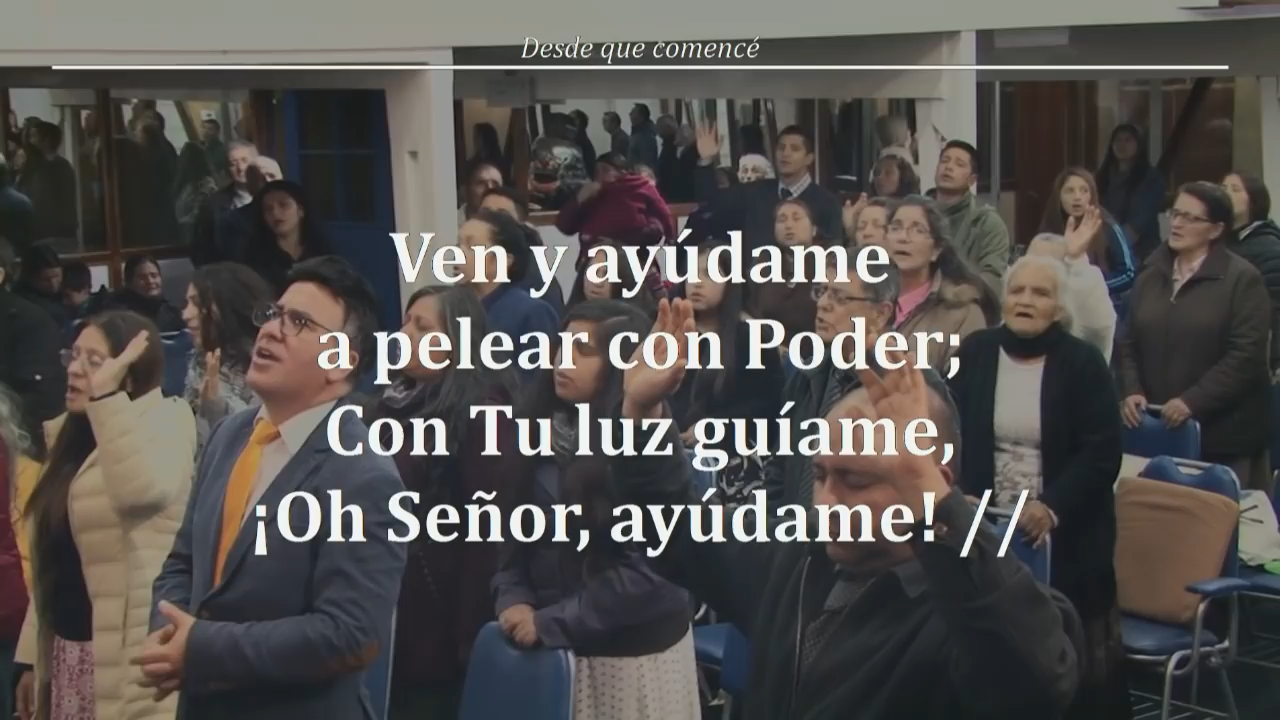 Desde que comencé
Ven y ayúdame
a pelear con Poder;
Con Tu luz guíame,
¡Oh Señor, ayúdame! //